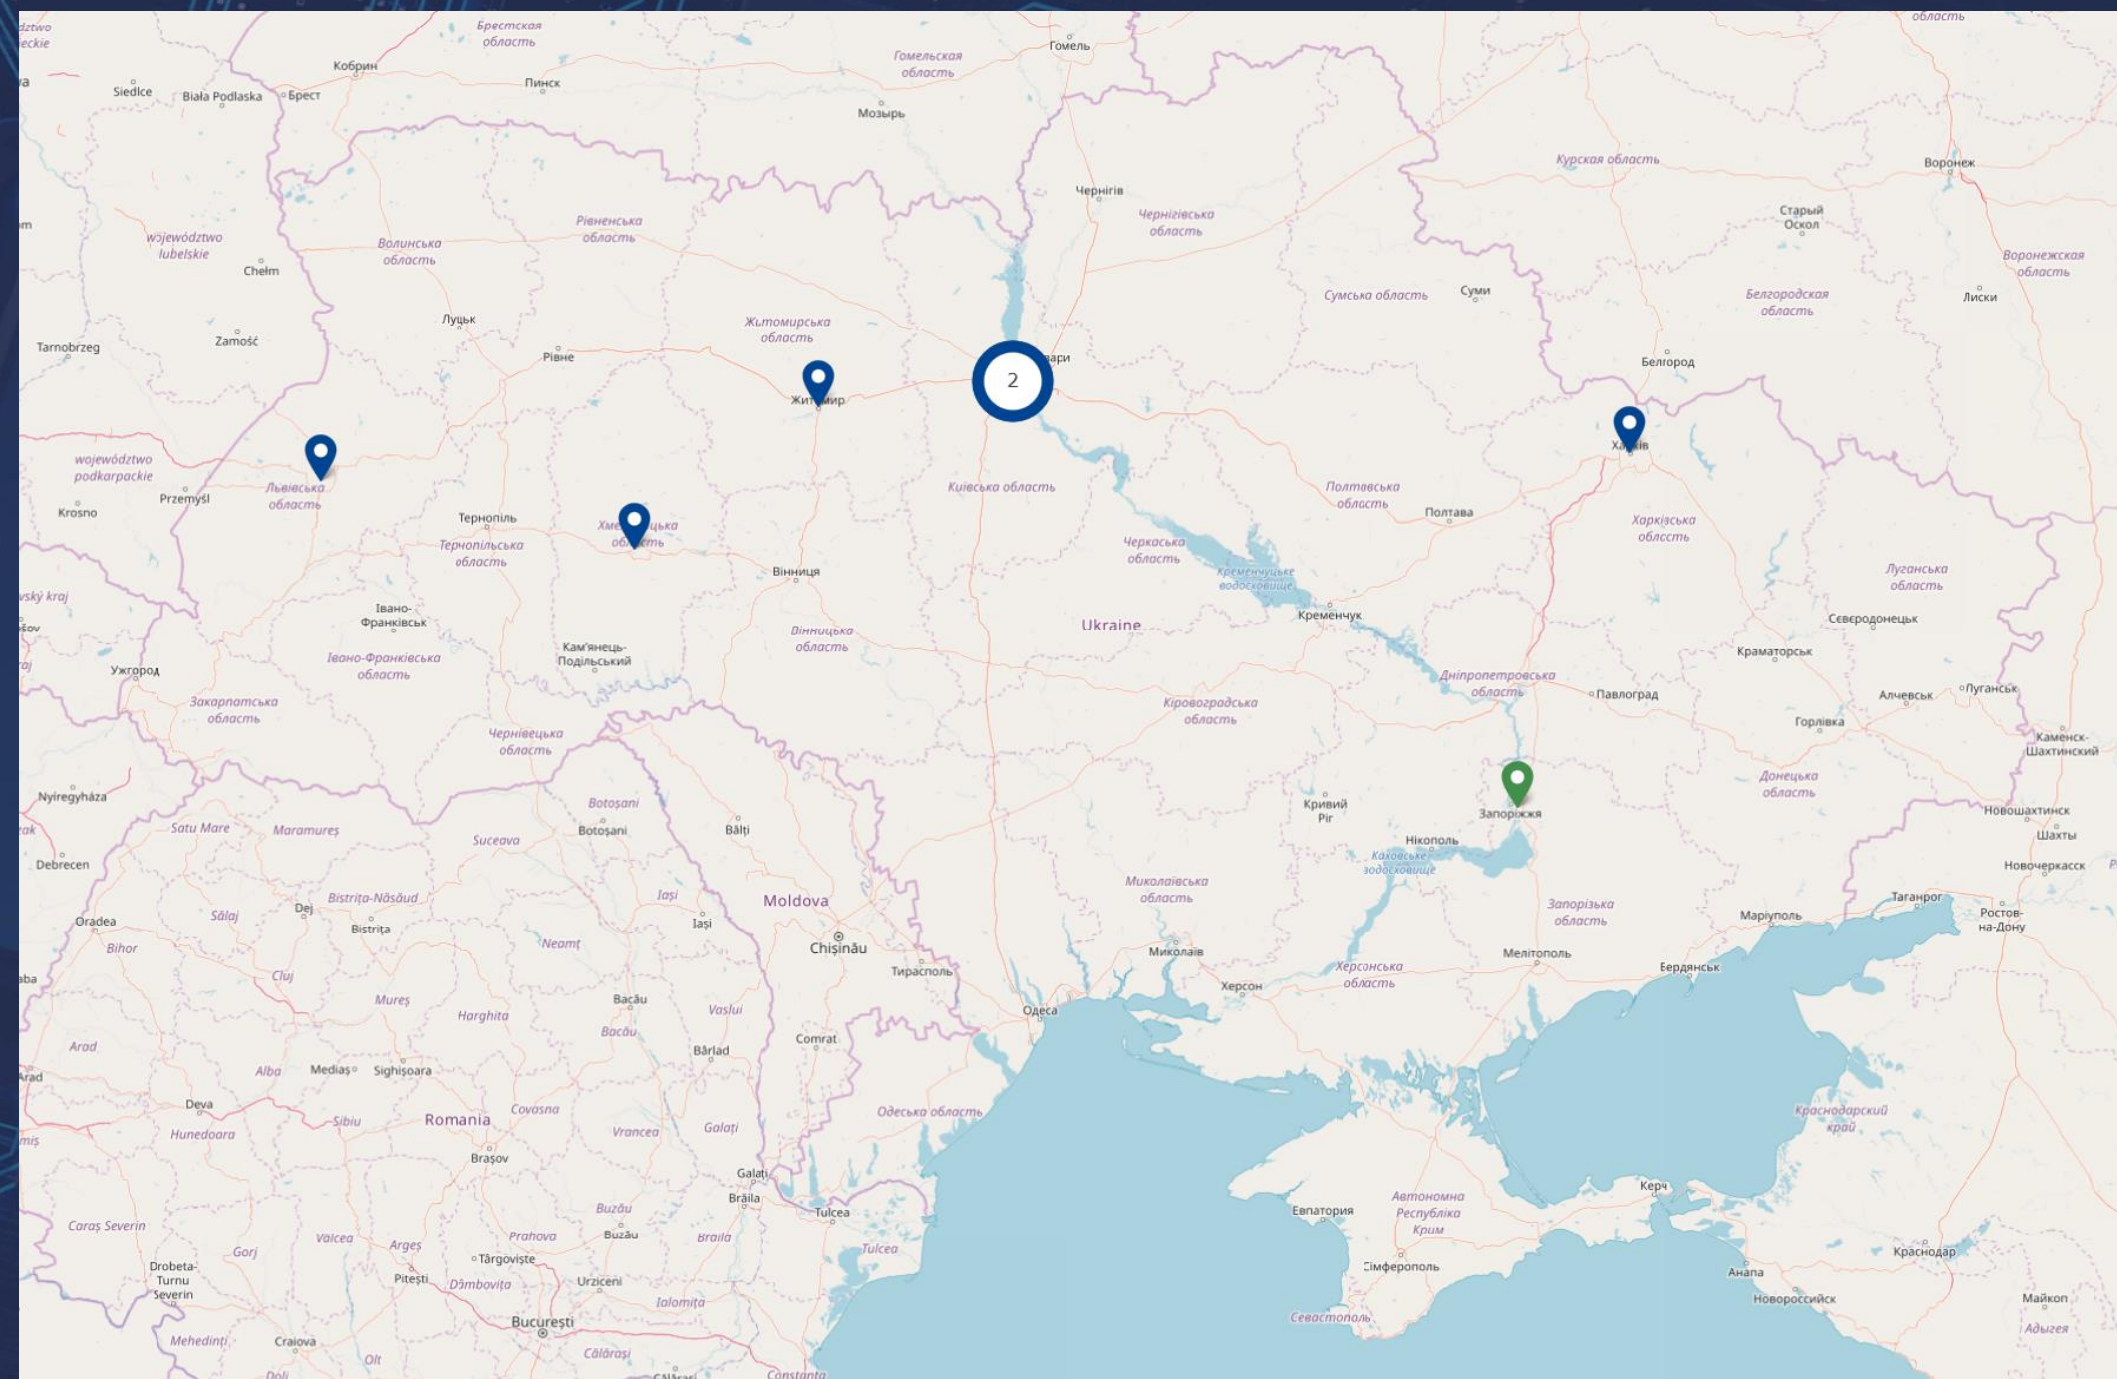 Брестская
область
область
Гомель
Гомельская
область
Кобрин
Siedlce
Biała Podlaska
Брест
Пинск
Мозырь
Курская область
Воронеж
Чернігів
Чернігівська
область
Старый
Оскол
Рівненська
область
województwo
lubelskie
Волинська
область
Воронежская
область
Chełm
Сумська область
Суми
Белгородская
область
Лиски
Луцьк
Житомирська
область
Zamość
Tarnobrzeg
Рівне
Белгород
2
województwo
podkarpackie
Przemyśl
Львівська
область
Київська область
Полтавська
область
Krosno
Тернопіль
Полтава
Харківська
область
Тернопільська
область
Черкаська
область
Вінниця
Кременчуцьке
водосховище
Луганська
область
Івано-
Франківськ
Кременчук
Ukraine
Сєвєродонецьк
Вінницька
область
Кам'янець-
Подільський
Івано-Франківська
область
Краматорськ
Ужгород
Дніпропетровська
область
Павлоград
Алчевськ
Луганськ
Закарпатська
область
Кіровоградська
область
Горлівка
Чернівецька
область
Каменск-
Шахтинский
Донецька
область
Nyíregyháza
Botoșani
Кривий
Ріг
Запоріжжя
Новошахтинск
Satu Mare
Maramureș
Suceava
Botoșani
Bălți
Шахты
Нікополь
Debrecen
Каховське
водосховище
Новочеркасск
Миколаївська
область
Bistrița-Năsăud
Iași
Moldova
Таганрог
Sălaj
Dej
Запорізька
область
Маріуполь
Ростов-
на-Дону
Oradea
Bistrița
Iași
Bihor
Neamț
Chișinău
Миколаїв
Мелітополь
Cluj
Тирасполь
Херсонська
область
Бердянськ
Херсон
Mureș
Bacău
Vaslui
Harghita
Одеса
Bacău
Arad
Comrat
Bârlad
Alba
Mediaș
Sighișoara
Deva
Covasna
Одеська область
Краснодарский
край
Sibiu
Romania
Galați
Hunedoara
Vrancea
Brașov
Galați
Керч
Brăila
Автономна
Республіка
Крим
Buzău
Tulcea
Евпатория
Caraș Severin
Vâlcea
Argeș
Prahova
Buzău
Braila
Gorj
Târgoviște
Tulcea
Краснодар
Drobeta-
Turnu
Severin
Pitești
Dâmbovița
Urziceni
Сімферополь
Анапа
Ialomița
Новороссийск
Майкоп
București
Севастополь
Адыгея
Mehedinți
Craiova
Olt
Călărași
Constanța